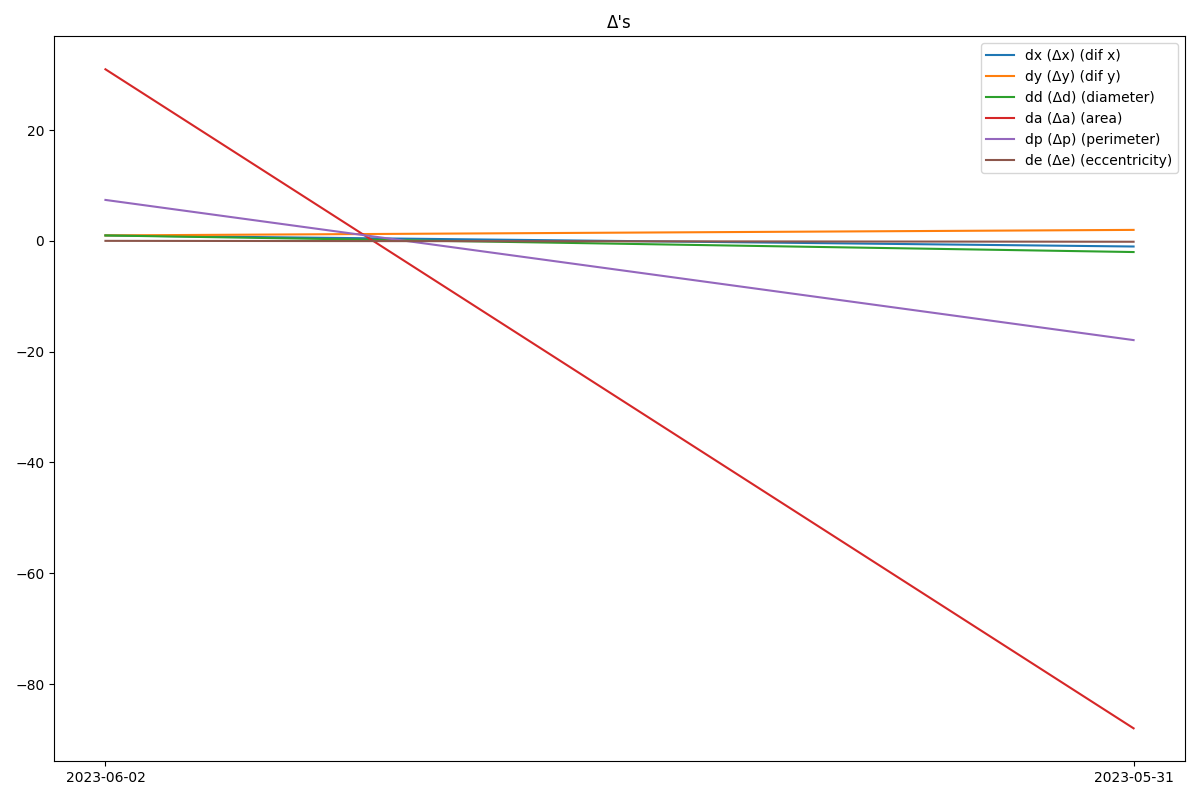 Δ's
dx (Δx) (dif x)
dy (Δy) (dif y)
dd (Δd) (diameter)
da (Δa) (area)
dp (Δp) (perimeter)
de (Δe) (eccentricity)
20
0
−20
−40
−60
−80
2023-06-02 2023-05-31